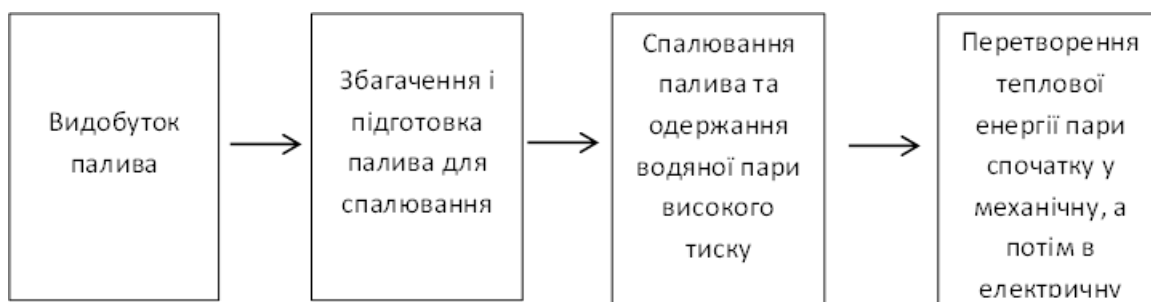 Видобуток
палива
Збагачення і
підготовка
палива для
спалювання
Спалювання
палива та
одержання
водяної пари
високого
тиску
Перетворення
теплової
енергії пари
спочатку у
механічну, а
потім в
електричну